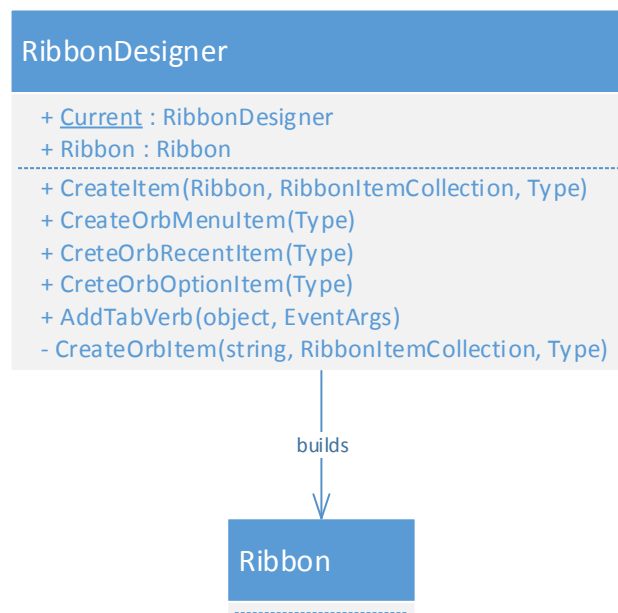 RibbonDesigner
+ Current : RibbonDesigner
+ Ribbon : Ribbon
+ CreateItem(Ribbon, RibbonItemCollection, Type)
+ CreateOrbMenuItem(Type)
+ CreteOrbRecentItem(Type)
+ CreteOrbOptionItem(Type)
+ AddTabVerb(object, EventArgs)
- CreateOrbItem(string, RibbonItemCollection, Type)
builds
Ribbon